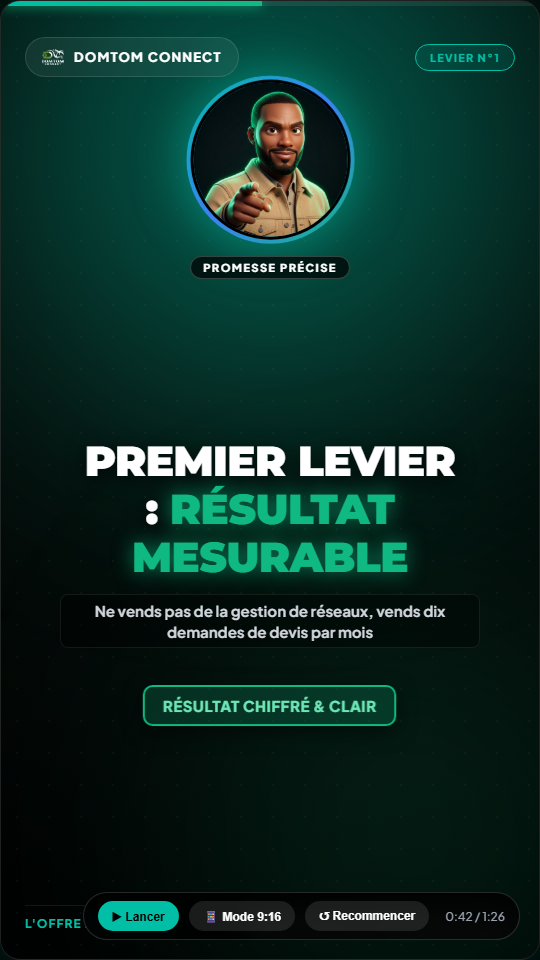 DOMTOM CONNECT
LEVIER N°1
PROMESSE PRÉCISE
PREMIER LEVIER
: RÉSULTAT
MESURABLE
Ne vends pas de la gestion de réseaux, vends dix
demandes de devis par mois
RÉSULTAT CHIFFRÉ & CLAIR
L'OFFRE
▶ Lancer
Mode 9:16
↺ Recommencer
0:42 / 1:26